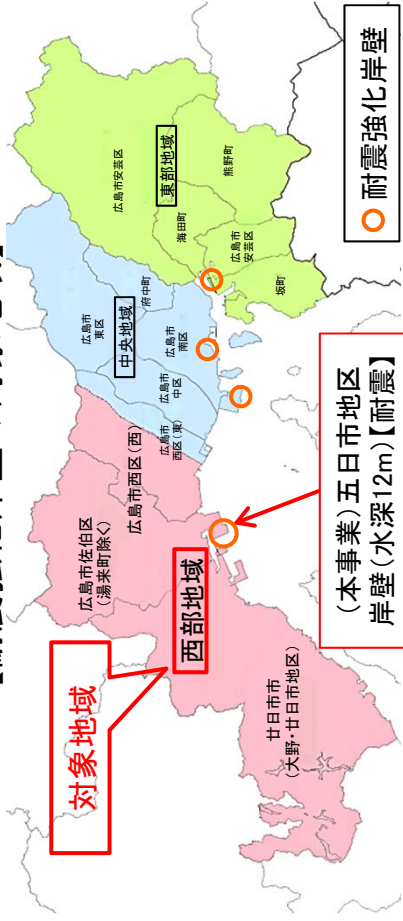 対象地域
西部地域
広島市佐伯区
(湯来町除く)
広島市西区(西)
廿日市市
(大野・廿日市地区)
中央地域
広島市
東区
府中町
広島市
南区
広島市
中区
広島市
西区(東)
東部地域
広島市安芸区
海田町
熊野町
広島市
安芸区
坂町
(本事業)五日市地区
岸壁(水深12m)【耐震】
耐震強化岸壁